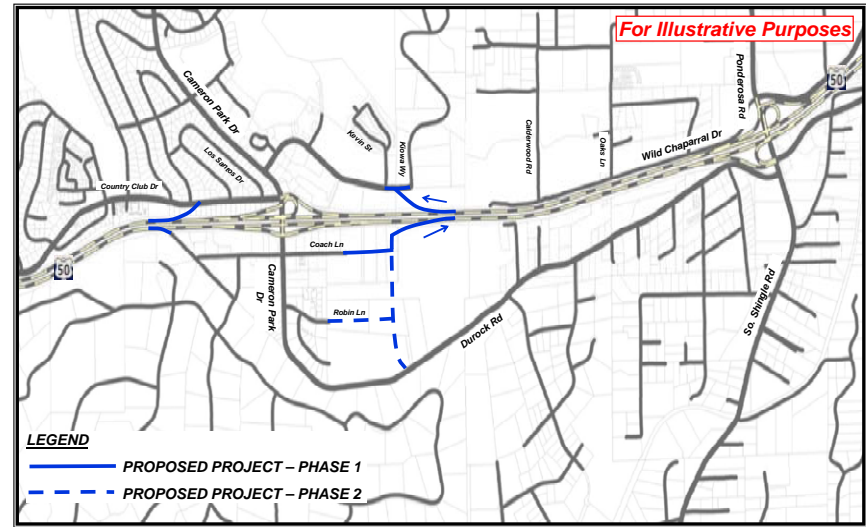 For Illustrative Purposes
Ponderosa Rd
50
Cameron Park Dr
Kevin St
Kiowa Wy
Calderwood Rd
Oaks Ln
Wild Chaparral Dr
Los Santos Dr
Country Club Dr
Coach Ln
50
Cameron Park
Dr
So. Shingle Rd
Robin Ln
Durock Rd
LEGEND
PROPOSED PROJECT – PHASE 1
PROPOSED PROJECT – PHASE 2